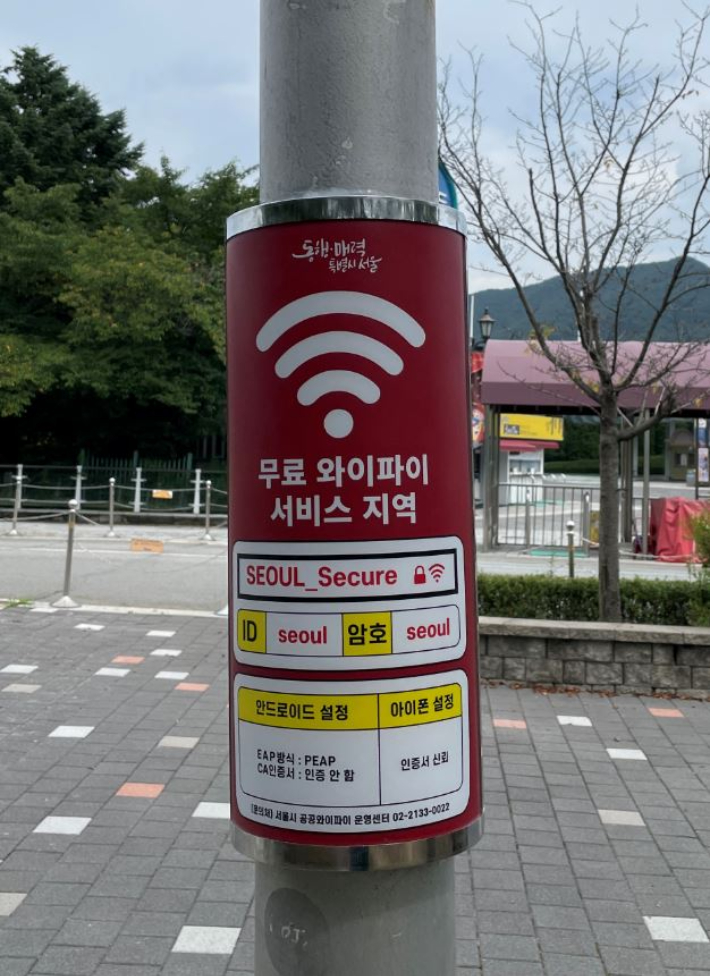 동행·매력
특별시 서울
무료 와이파이
서비스 지역
SEOUL_Secure
ID seoul 암호 seoul
안드로이드 설정 아이폰 설정
EAP방식 : PEAP
CA인증서 : 인증 안 함
인증서 신뢰
(문의처) 서울시 공공와이파이 운영센터 02-2133-0022